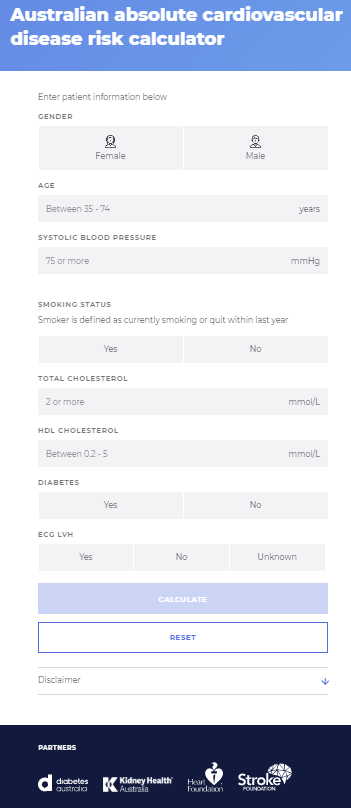 Australian absolute cardiovascular
disease risk calculator
Enter patient information below
GENDER
Female
Male
AGE
Between 35 - 74 years
SYSTOLIC BLOOD PRESSURE
75 or more mmHg
SMOKING STATUS
Smoker is defined as currently smoking or quit within last year
Yes
No
TOTAL CHOLESTEROL
2 or more mmol/L
HDL CHOLESTEROL
Between 0.2 - 5 mmol/L
DIABETES
Yes
No
ECG LVH
Yes
No
Unknown
CALCULATE
RESET
Disclaimer
PARTNERS
diabetes
australia
Kidney Health
Australia
Heart
Foundation
Stroke
FOUNDATION